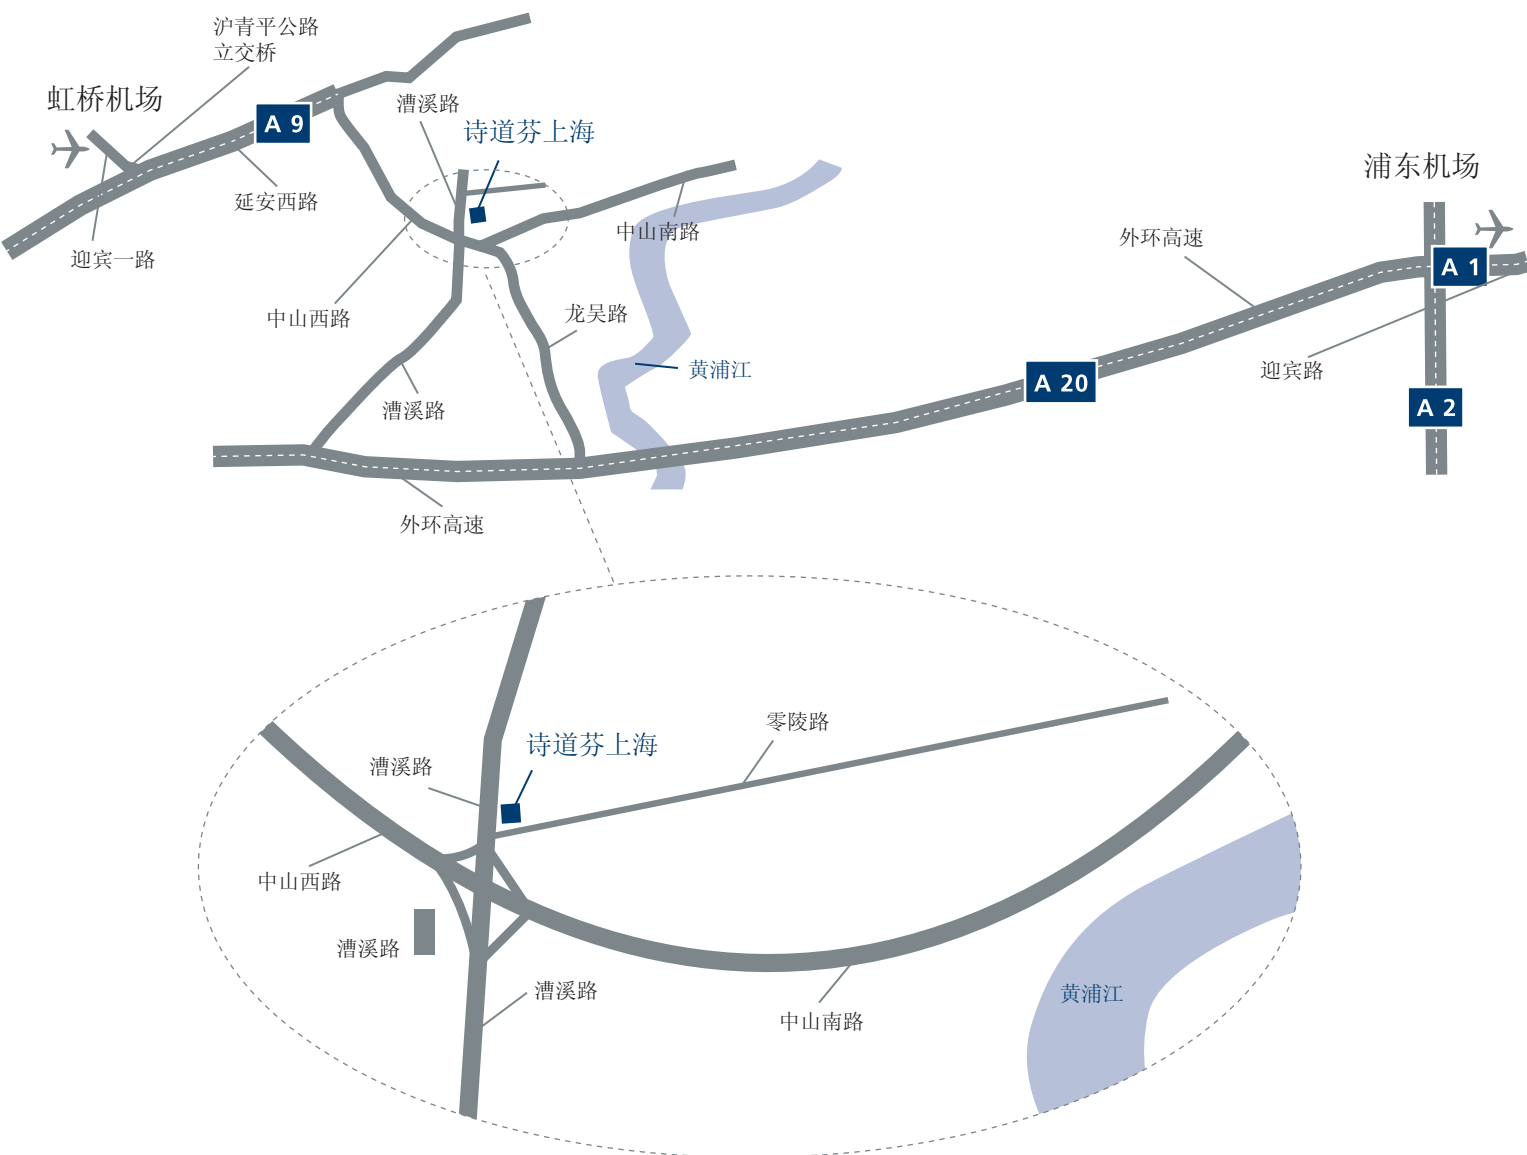 沪青平公路
立交桥
虹桥机场
A 9
漕溪路
诗道芬上海
浦东机场
延安西路
中山南路
外环高速
迎宾一路
A 1
中山西路
龙吴路
黄浦江
迎宾路
A 20
漕溪路
A 2
外环高速
零陵路
诗道芬上海
漕溪路
中山西路
漕溪路
漕溪路
黄浦江
中山南路